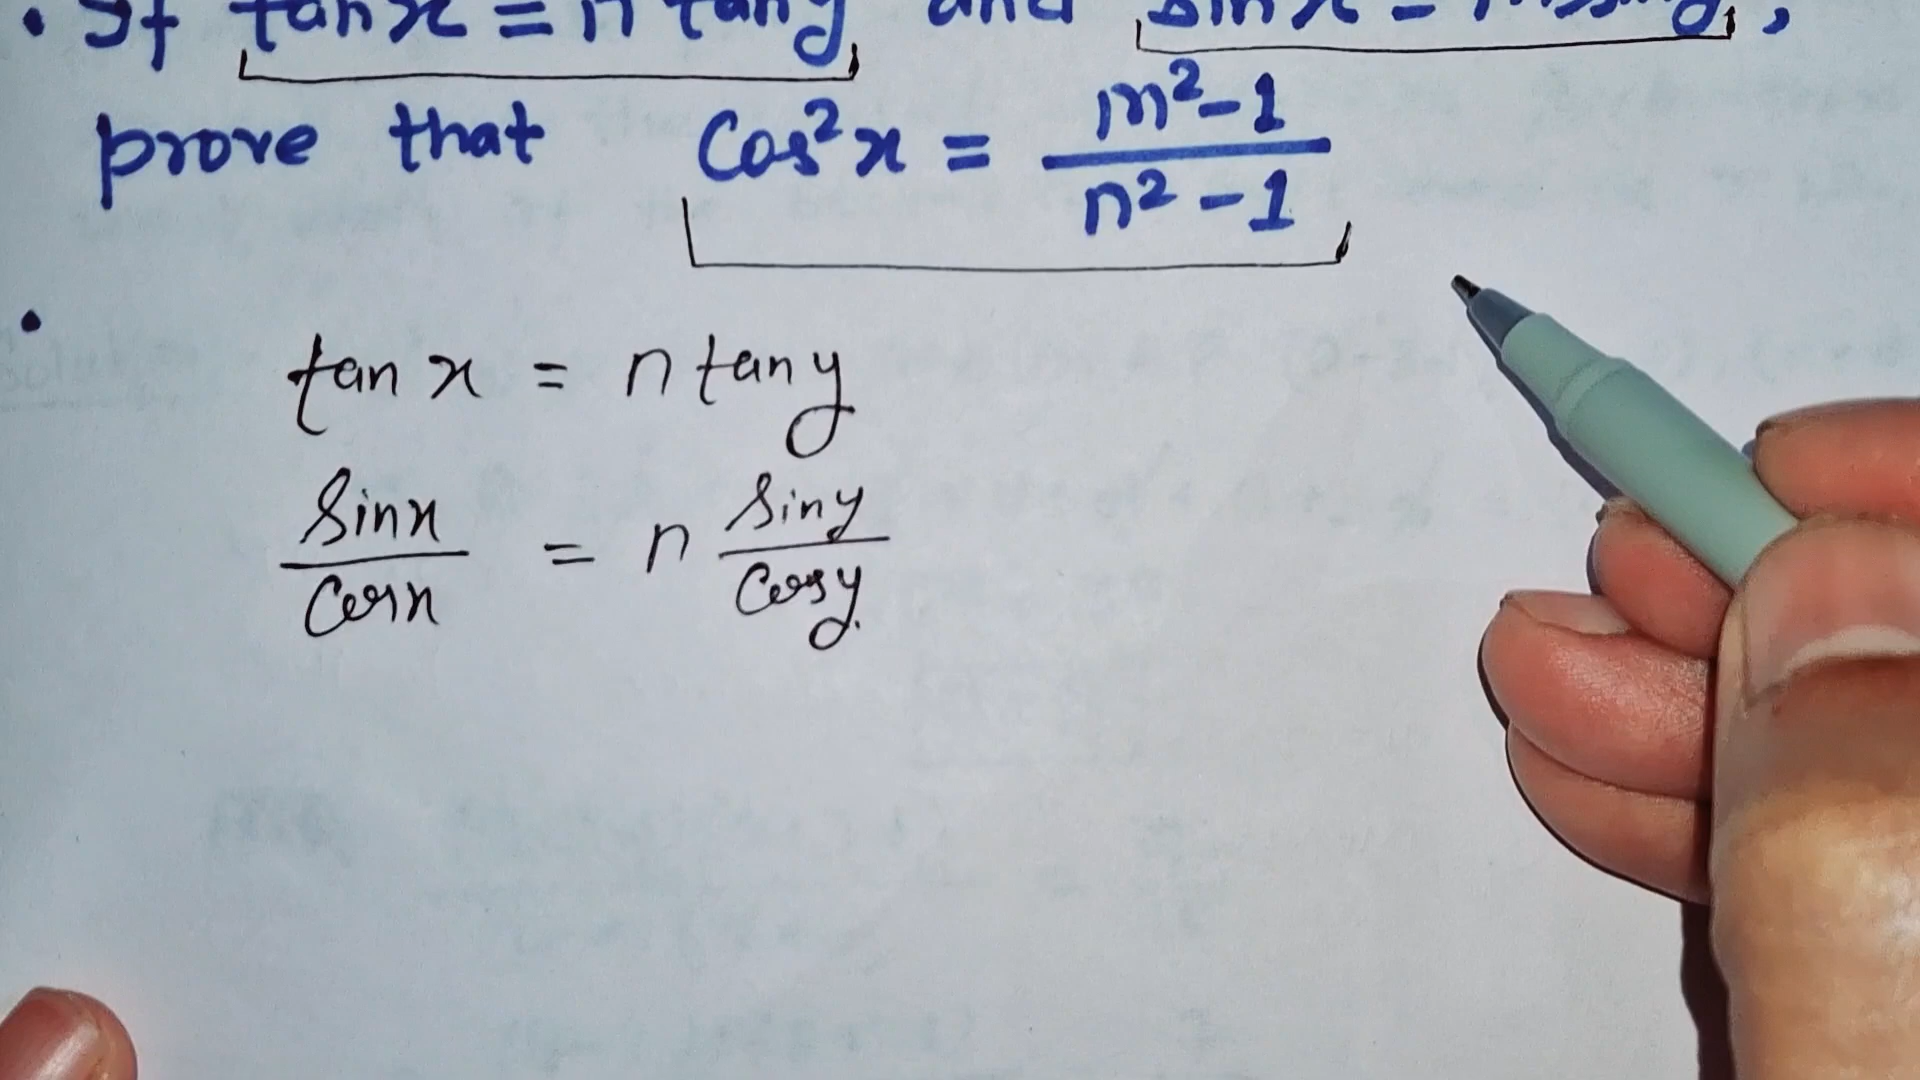 • If tan x = n tan y and sin x = m sin y,
prove that Cos²x = m²-1 / n²-1
•
tan x = n tan y
Sin x / Cos x = n Sin y / Cos y.